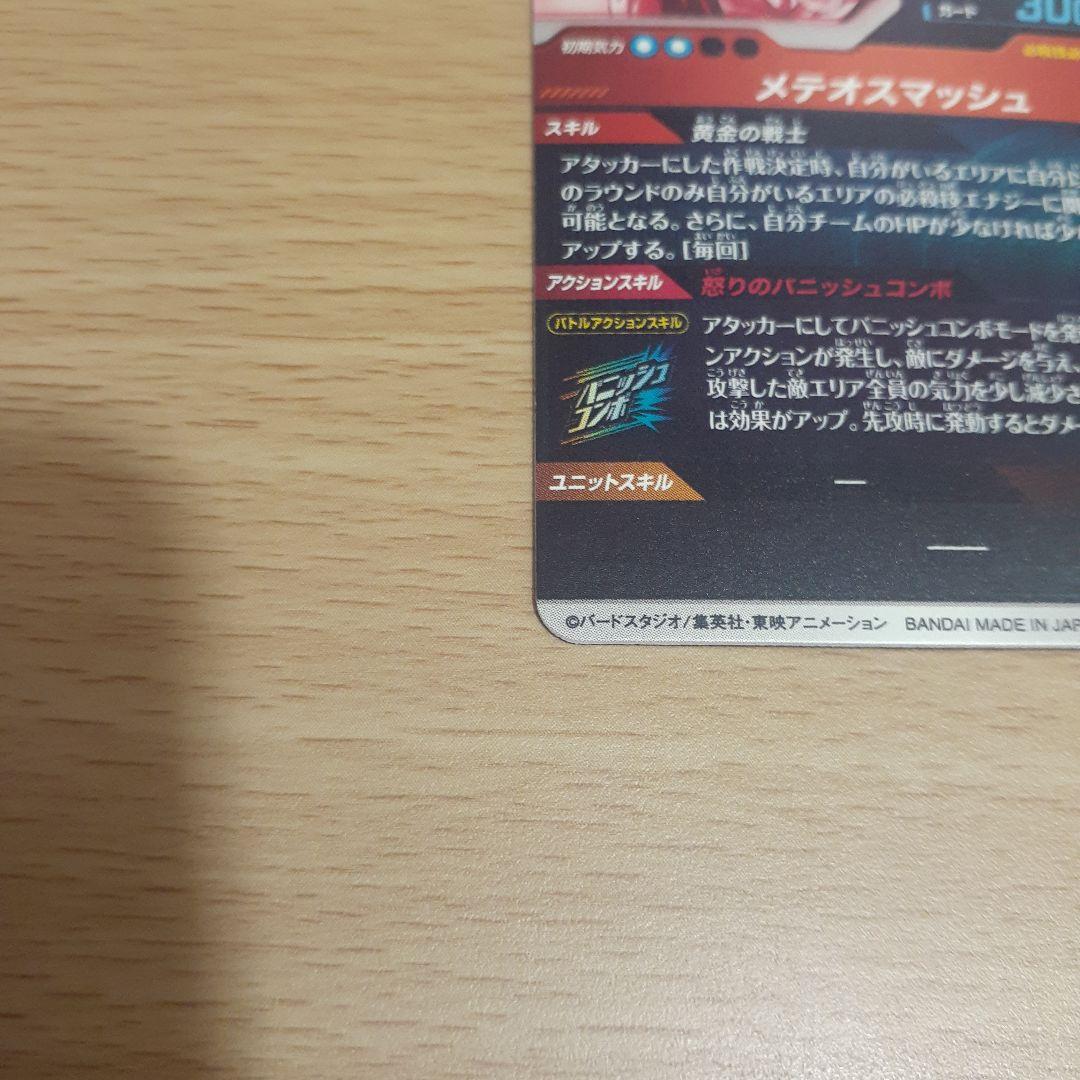 ガード 300
初期気力
メテオスマッシュ
スキル 黄金の戦士
アタッカーにした作戦決定時、自分がいるエリアに自分
のラウンドのみ自分がいるエリアの必殺技エナジーに
可能となる。さらに、自分チームのHPが少なければ少
アップする。[毎回]
アクションスキル 怒りのバニッシュコンボ
バトルアクションスキル
バニッシュ
コンボ
アタッカーにしてバニッシュコンボモードを発
ンアクションが発生し、敵にダメージを与え、
攻撃した敵エリア全員の気力を少し減少さ
は効果がアップ。先攻時に発動するとダメー
ユニットスキル —
—
©バードスタジオ/集英社・東映アニメーション BANDAI MADE IN JAP